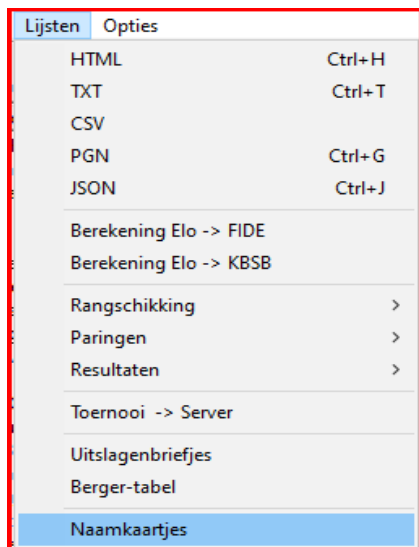 Lijsten Opties
HTML Ctrl+H
TXT Ctrl+T
CSV
PGN Ctrl+G
JSON Ctrl+J
Berekening Elo -> FIDE
Berekening Elo -> KBSB
Rangschikking >
Paringen >
Resultaten >
Toernooi -> Server
Uitslagenbriefjes
Berger-tabel
Naamkaartjes